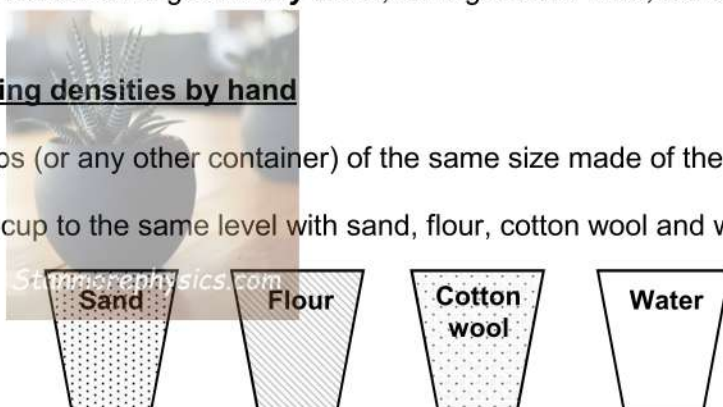 ing densities by hand
os (or any other container) of the same size made of the
cup to the same level with sand, flour, cotton wool and w
Stanmorephysics.com
Sand
Flour
Cotton
wool
Water